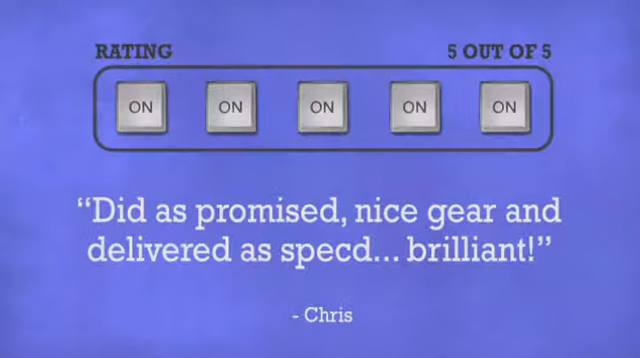 RATING 5 OUT OF 5
ON ON ON ON ON
“Did as promised, nice gear and
delivered as specd... brilliant!”
- Chris